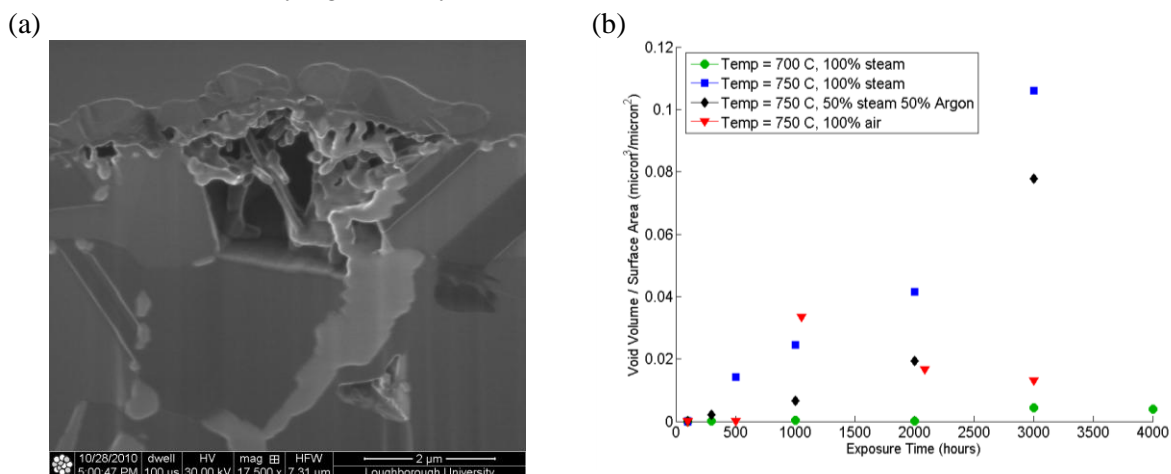 (a)
(b)
10/28/2010 dwell HV mag ⊞ HFW
5:00:47 PM 100 µs 30.00 kV 17 500 x 7.31 µm
2 µm
Loughborough University
Void Volume / Surface Area (micron³/micron²)
0.12
0.1
0.08
0.06
0.04
0.02
0
Temp = 700 C, 100% steam
Temp = 750 C, 100% steam
Temp = 750 C, 50% steam 50% Argon
Temp = 750 C, 100% air
0 500 1000 1500 2000 2500 3000 3500 4000
Exposure Time (hours)